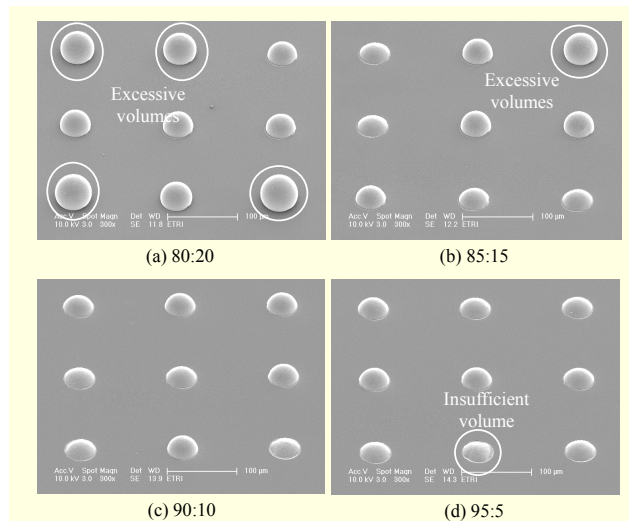 Excessive
volumes
Acc.V Spot Magn Det WD
10.0 kV 3.0 300x SE 11.8 ETRI
100 μm
(a) 80:20
Excessive
volumes
Acc.V Spot Magn Det WD
10.0 kV 3.0 300x SE 12.2 ETRI
100 μm
(b) 85:15
Acc.V Spot Magn Det WD
10.0 kV 3.0 300x SE 13.9 ETRI
100 μm
(c) 90:10
Insufficient
volume
Acc.V Spot Magn Det WD
10.0 kV 3.0 300x SE 14.3 ETRI
100 μm
(d) 95:5